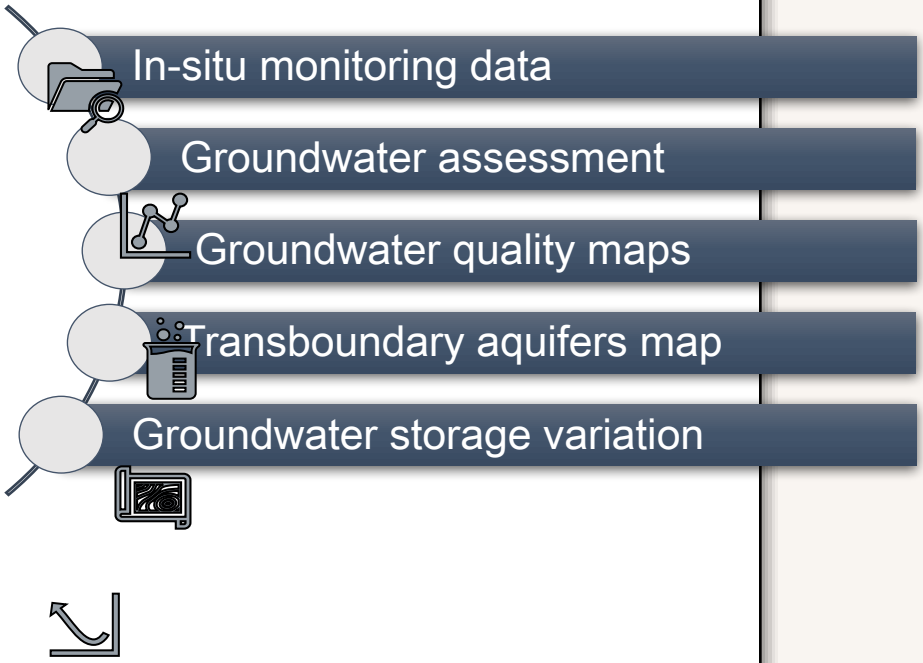 In-situ monitoring data
Groundwater assessment
Groundwater quality maps
Transboundary aquifers map
Groundwater storage variation